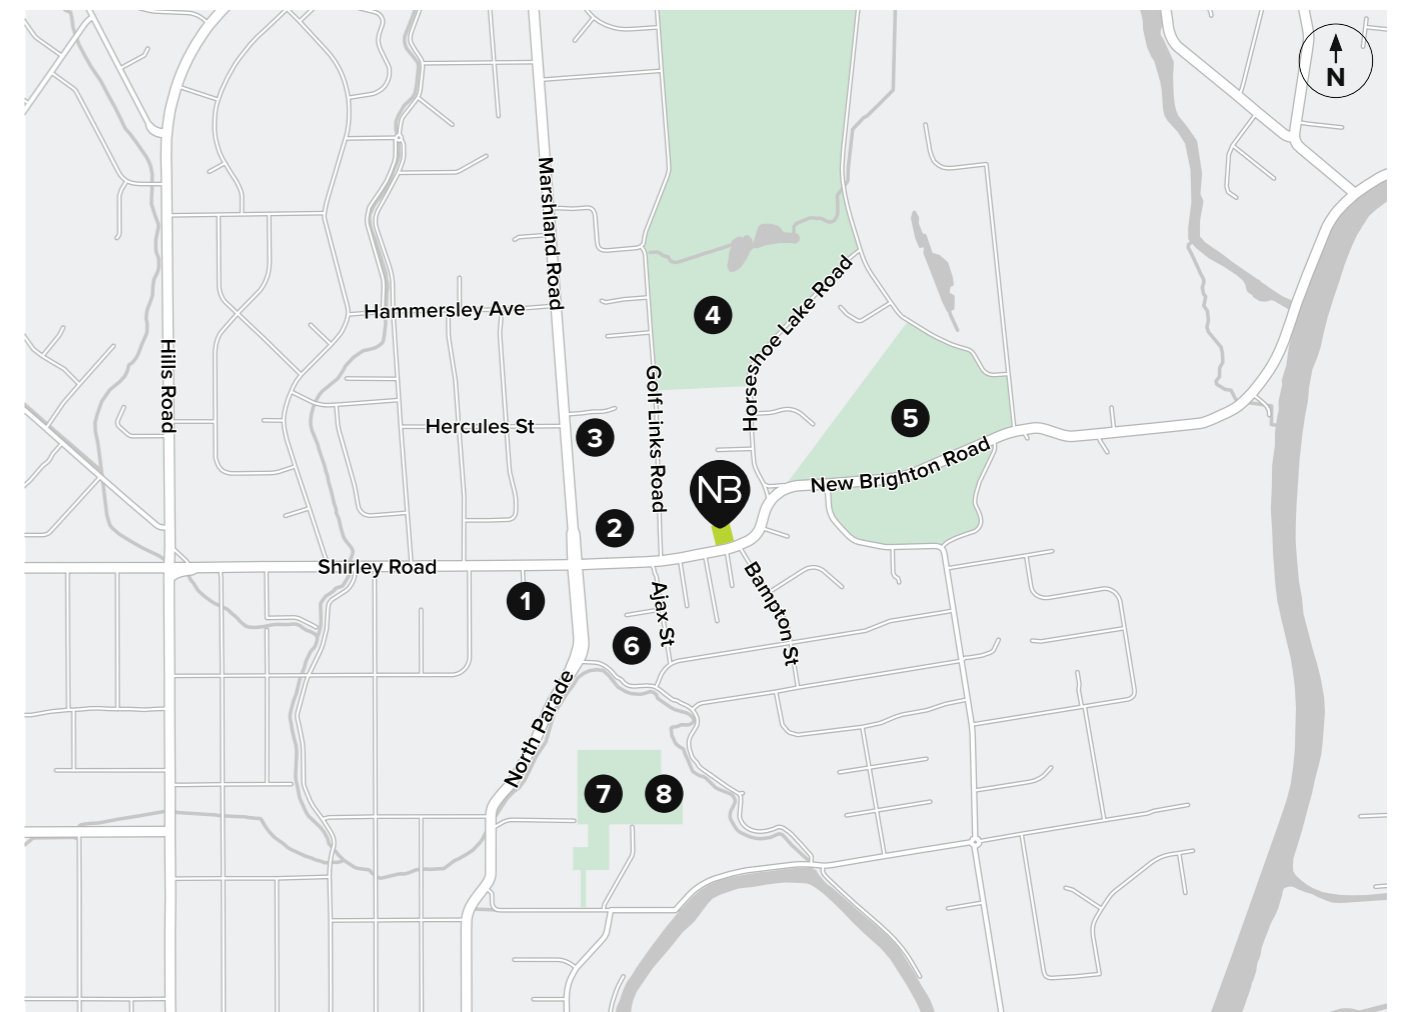 N
Marshland Road
Horseshoe Lake Road
Hammersley Ave
4
Hills Road
Golf Links Road
5
Hercules St
3
New Brighton Road
NB
2
Shirley Road
1
Ajax St
Bampton St
6
North Parade
7
8